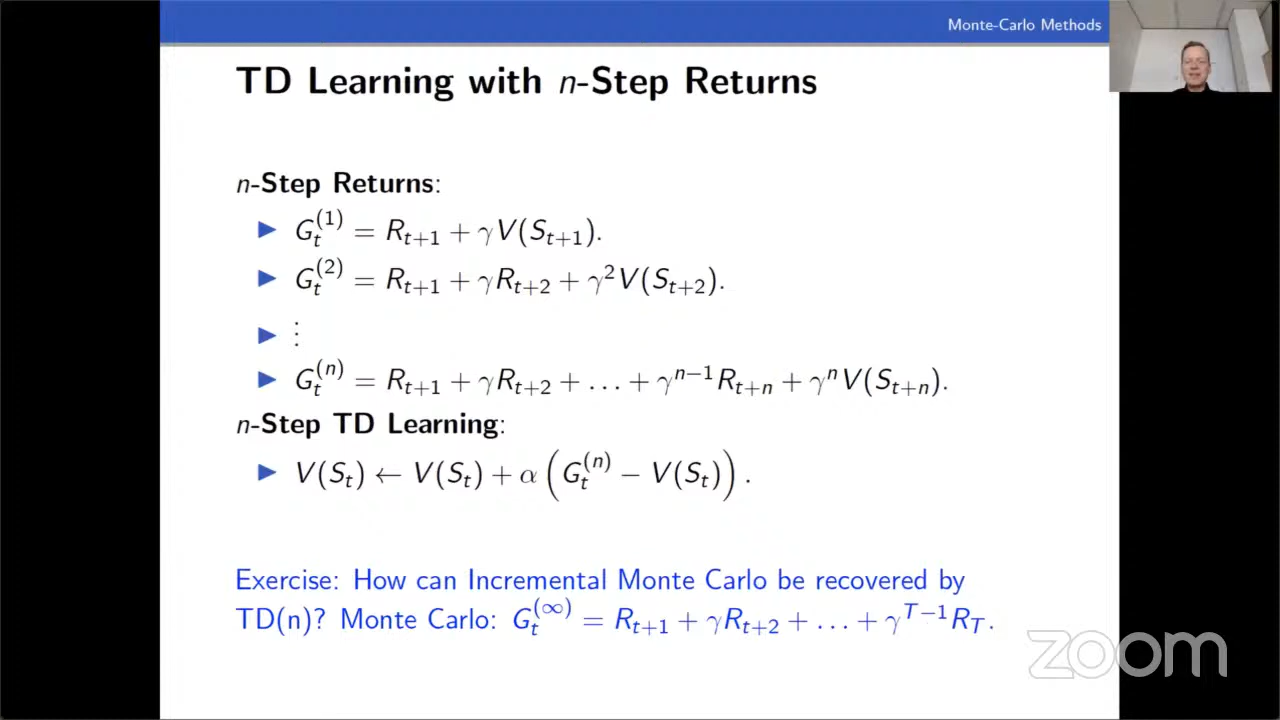 Monte-Carlo Methods
TD Learning with n-Step Returns
n-Step Returns:
▶ G_t^{(1)} = R_{t+1} + γV(S_{t+1}).
▶ G_t^{(2)} = R_{t+1} + γR_{t+2} + γ^2V(S_{t+2}).
▶ ⋮
▶ G_t^{(n)} = R_{t+1} + γR_{t+2} + … + γ^{n−1}R_{t+n} + γ^nV(S_{t+n}).
n-Step TD Learning:
▶ V(S_t) ← V(S_t) + α(G_t^{(n)} − V(S_t)).
Exercise: How can Incremental Monte Carlo be recovered by
TD(n)? Monte Carlo: G_t^{(∞)} = R_{t+1} + γR_{t+2} + … + γ^{T−1}R_T.
zoom